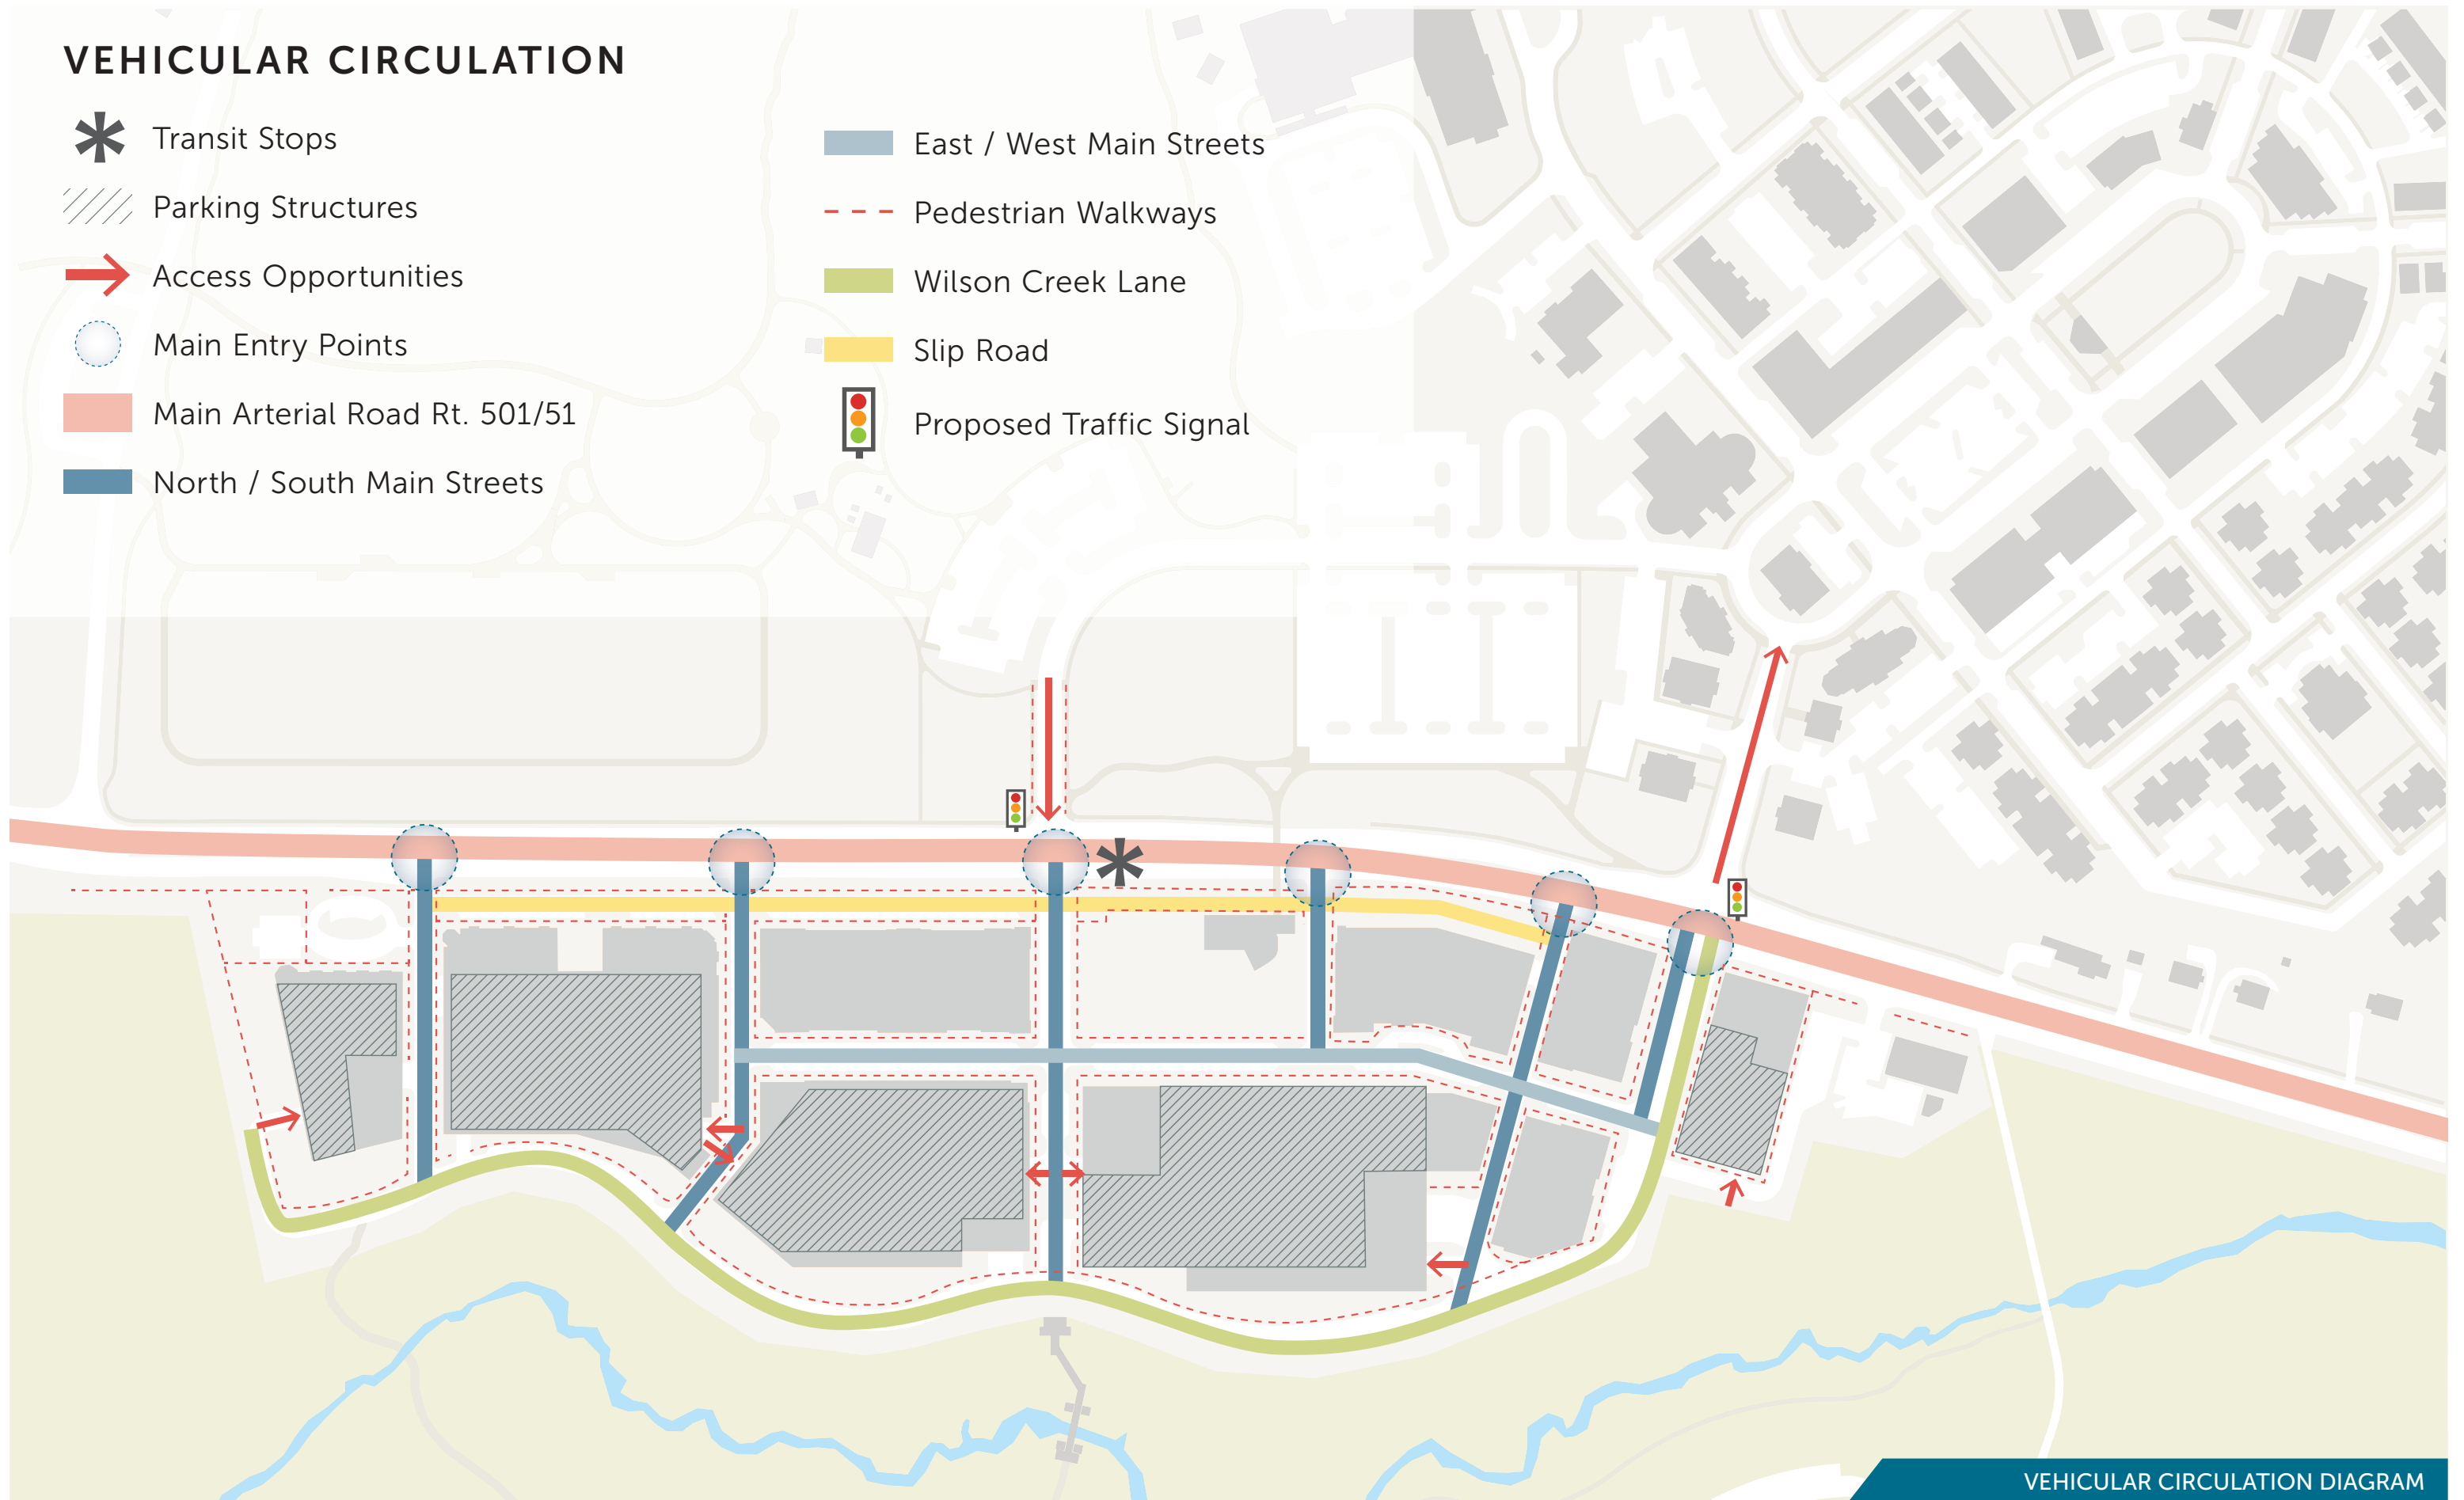 VEHICULAR CIRCULATION
Transit Stops
Parking Structures
Access Opportunities
Main Entry Points
Main Arterial Road Rt. 501/51
North / South Main Streets
East / West Main Streets
Pedestrian Walkways
Wilson Creek Lane
Slip Road
Proposed Traffic Signal
VEHICULAR CIRCULATION DIAGRAM